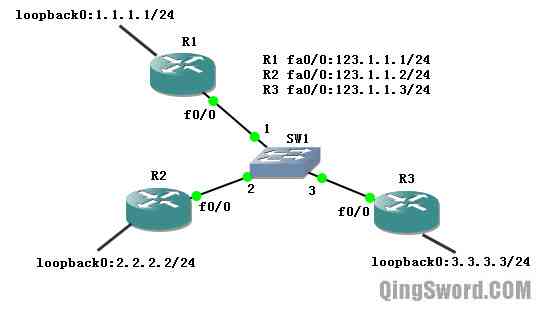 loopback0:1.1.1.1/24
R1
R1 fa0/0:123.1.1.1/24
R2 fa0/0:123.1.1.2/24
R3 fa0/0:123.1.1.3/24
f0/0
1
SW1
R2
2
3
R3
f0/0
f0/0
loopback0:2.2.2.2/24
loopback0:3.3.3.3/24
QingSword.COM